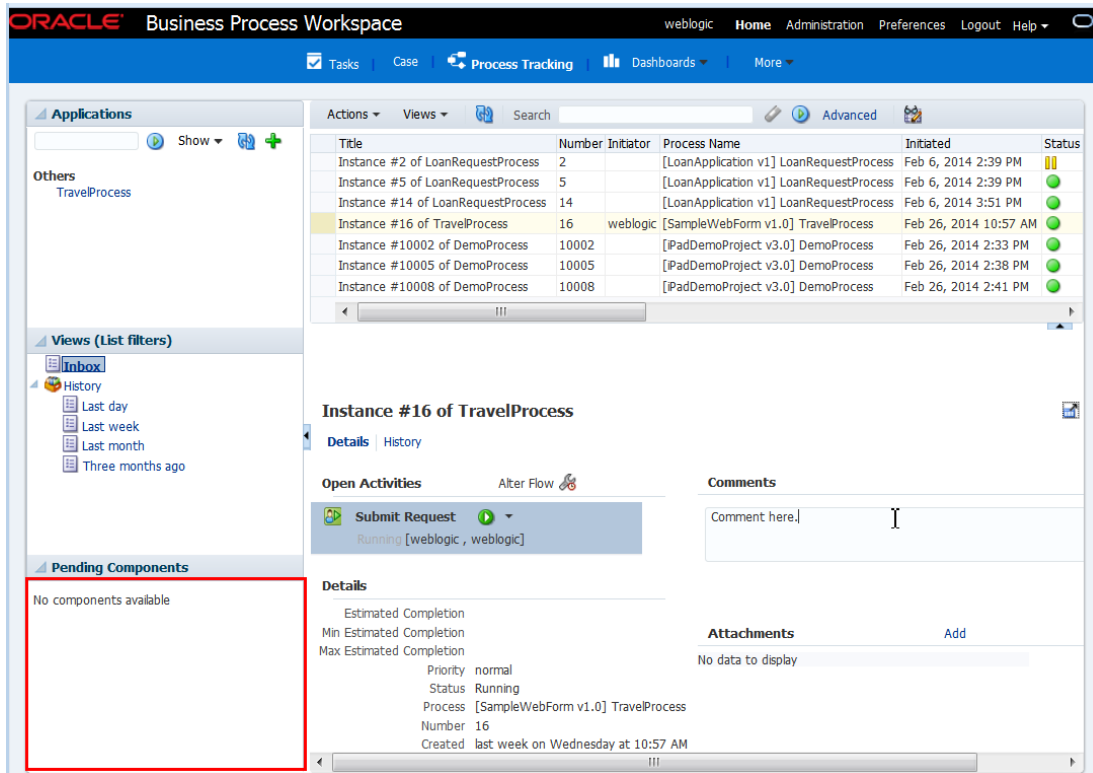 ORACLE Business Process Workspace weblogic Home Administration Preferences Logout Help
Tasks Case Process Tracking Dashboards More
Applications
Show
Others
TravelProcess
Views (List filters)
Inbox
History
Last day
Last week
Last month
Three months ago
Pending Components
No components available
Actions Views Search Advanced
Title Number Initiator Process Name Initiated Status
Instance #2 of LoanRequestProcess 2 [LoanApplication v1] LoanRequestProcess Feb 6, 2014 2:39 PM
Instance #5 of LoanRequestProcess 5 [LoanApplication v1] LoanRequestProcess Feb 6, 2014 2:39 PM
Instance #14 of LoanRequestProcess 14 [LoanApplication v1] LoanRequestProcess Feb 6, 2014 3:51 PM
Instance #16 of TravelProcess 16 weblogic [SampleWebForm v1.0] TravelProcess Feb 26, 2014 10:57 AM
Instance #10002 of DemoProcess 10002 [iPadDemoProject v3.0] DemoProcess Feb 26, 2014 2:33 PM
Instance #10005 of DemoProcess 10005 [iPadDemoProject v3.0] DemoProcess Feb 26, 2014 2:38 PM
Instance #10008 of DemoProcess 10008 [iPadDemoProject v3.0] DemoProcess Feb 26, 2014 2:41 PM
Instance #16 of TravelProcess
Details History
Open Activities Alter Flow
Submit Request
Running [weblogic , weblogic]
Details
Estimated Completion
Min Estimated Completion
Max Estimated Completion
Priority normal
Status Running
Process [SampleWebForm v1.0] TravelProcess
Number 16
Created last week on Wednesday at 10:57 AM
Comments
Comment here.
Attachments Add
No data to display